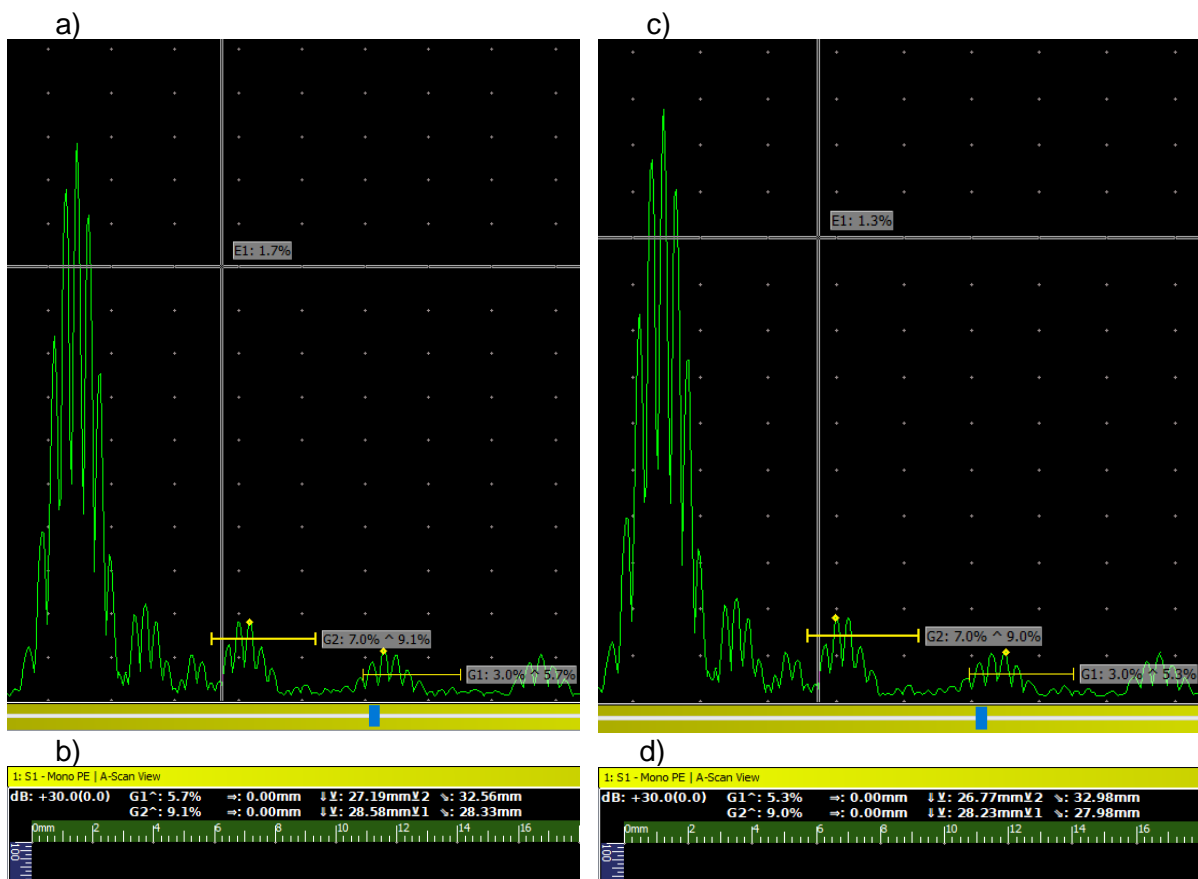 a)
c)
E1: 1.7%
E1: 1.3%
G2: 7.0% ^ 9.1%
G1: 3.0% ^ 5.7%
G2: 7.0% ^ 9.0%
G1: 3.0% ^ 5.3%
b)
1: S1 - Mono PE | A-Scan View
dB: +30.0(0.0) G1^: 5.7% ⇒: 0.00mm ⇓⊻: 27.19mm⊻2 ⇘: 32.56mm
G2^: 9.1% ⇒: 0.00mm ⇓⊻: 28.58mm⊻1 ⇘: 28.33mm
0mm 2 4 6 8 10 12 14 16
100
d)
1: S1 - Mono PE | A-Scan View
dB: +30.0(0.0) G1^: 5.3% ⇒: 0.00mm ⇓⊻: 26.77mm⊻2 ⇘: 32.98mm
G2^: 9.0% ⇒: 0.00mm ⇓⊻: 28.23mm⊻1 ⇘: 27.98mm
0mm 2 4 6 8 10 12 14 16
100